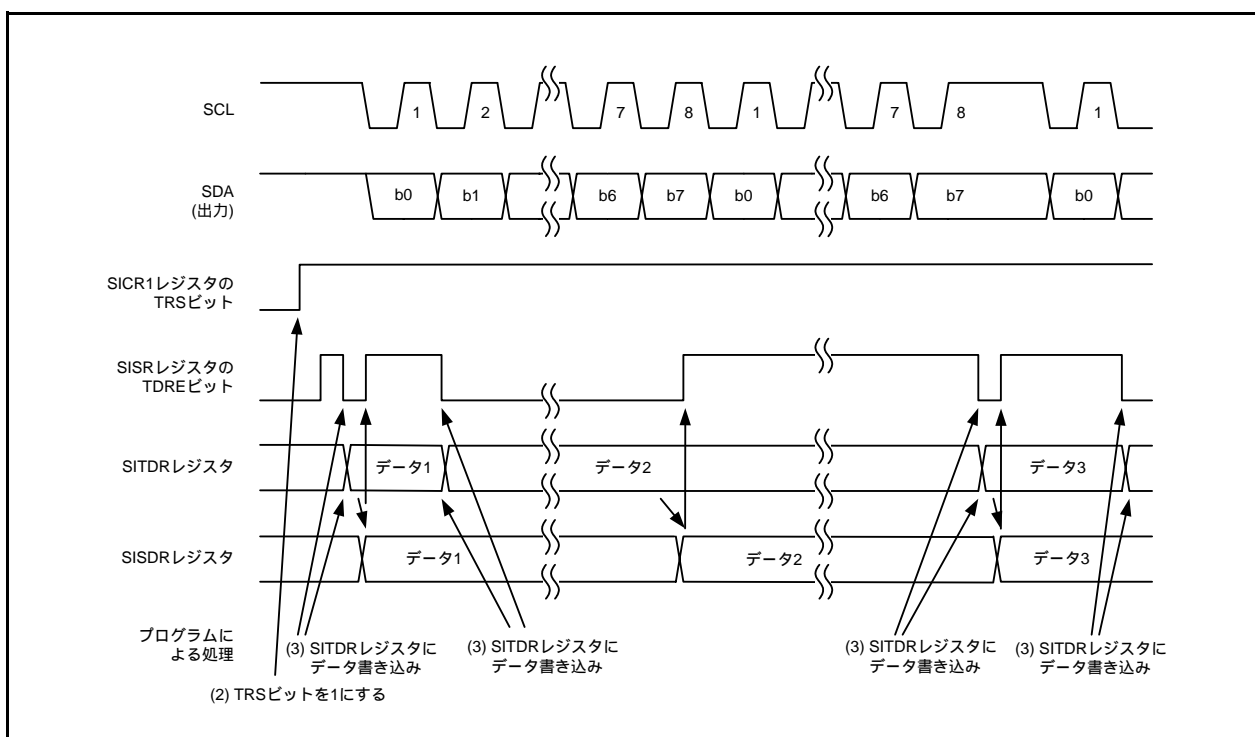 SCL
1 2 7 8 1 7 8 1
SDA
(出力)
b0 b1 b6 b7 b0 b6 b7 b0
SICR1レジスタの
TRSビット
SISRレジスタの
TDREビット
SITDRレジスタ
データ1 データ2 データ3
SISDRレジスタ
データ1 データ2 データ3
プログラムに
よる処理
(3) SITDRレジスタに
データ書き込み
(3) SITDRレジスタに
データ書き込み
(3) SITDRレジスタに
データ書き込み
(3) SITDRレジスタに
データ書き込み
(2) TRSビットを1にする